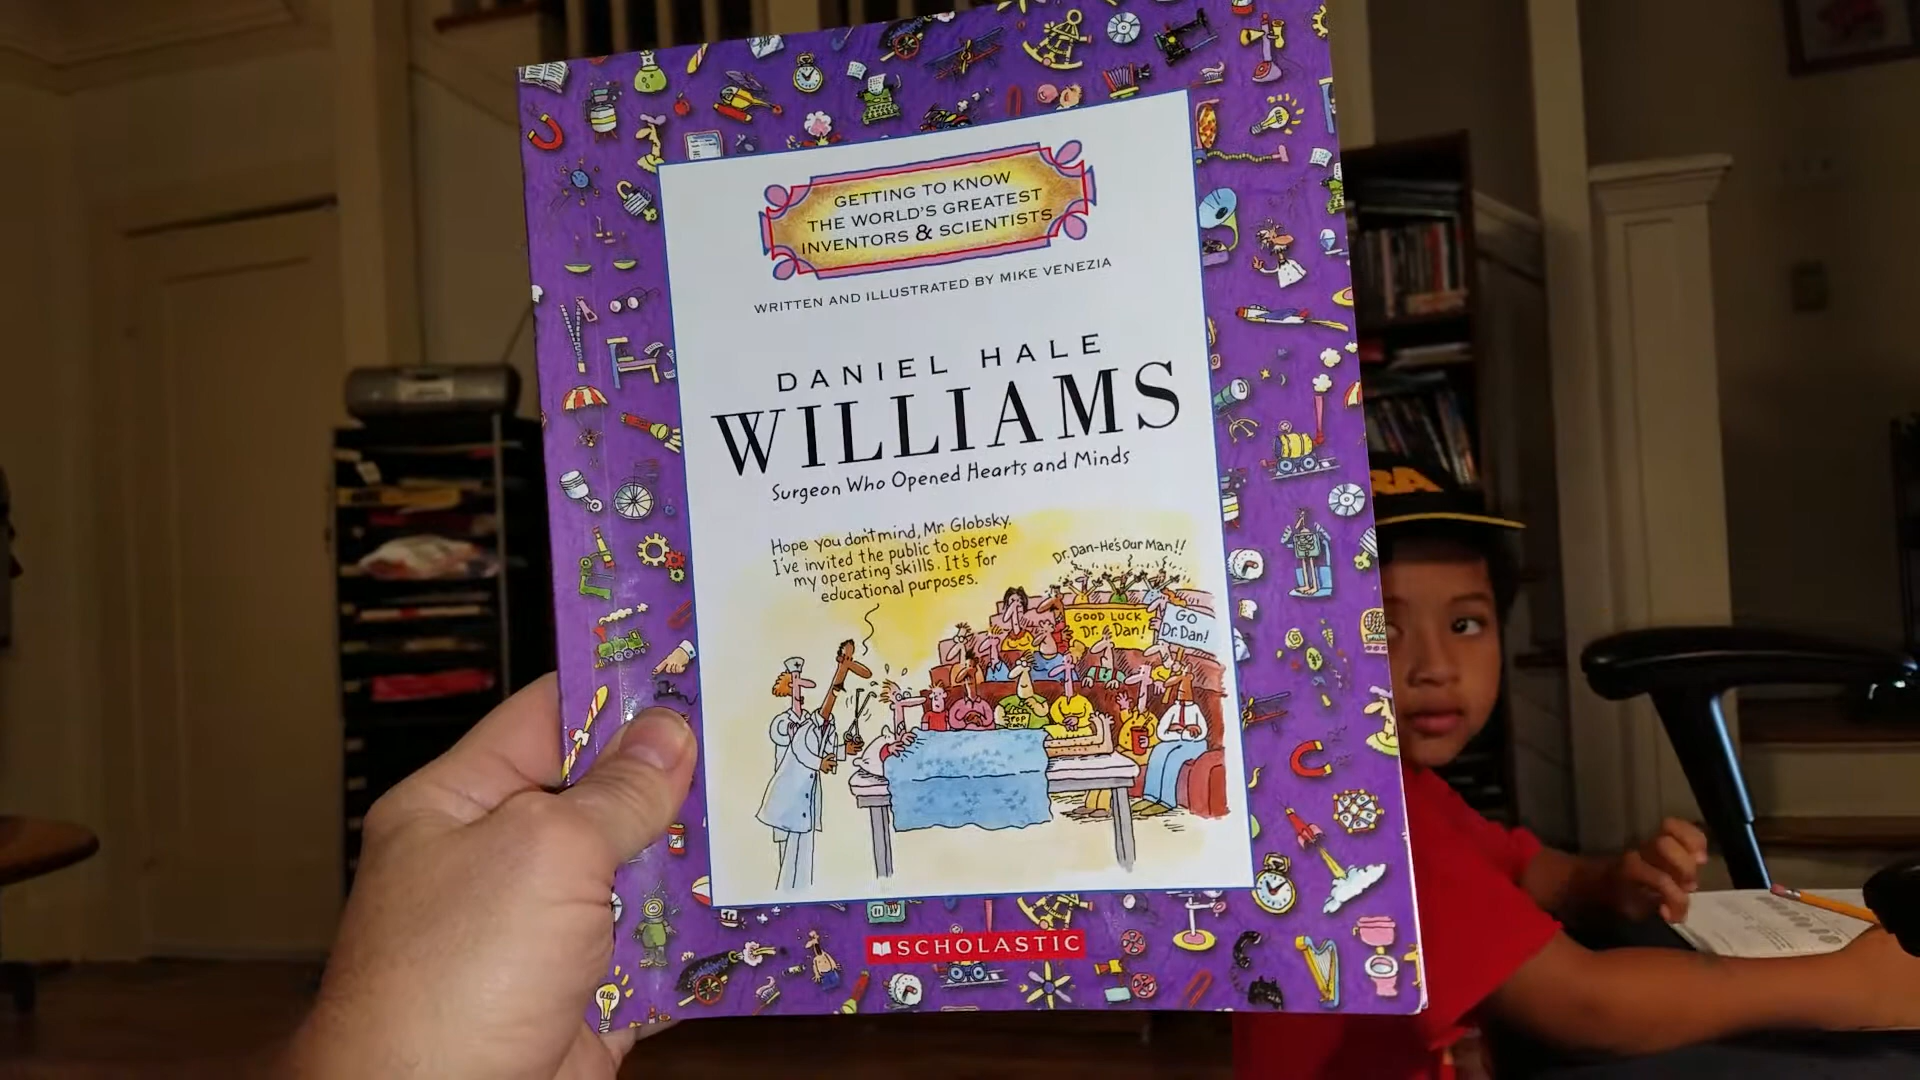 GETTING TO KNOW
THE WORLD'S GREATEST
INVENTORS & SCIENTISTS
WRITTEN AND ILLUSTRATED BY MIKE VENEZIA
DANIEL HALE
WILLIAMS
Surgeon Who Opened Hearts and Minds
Hope you don't mind, Mr. Globsky.
I've invited the public to observe
my operating skills. It's for
educational purposes.
Dr. Dan-He's Our Man!!
GOOD LUCK
Dr. Dan!
GO
Dr. Dan!
POP
SCHOLASTIC
RA